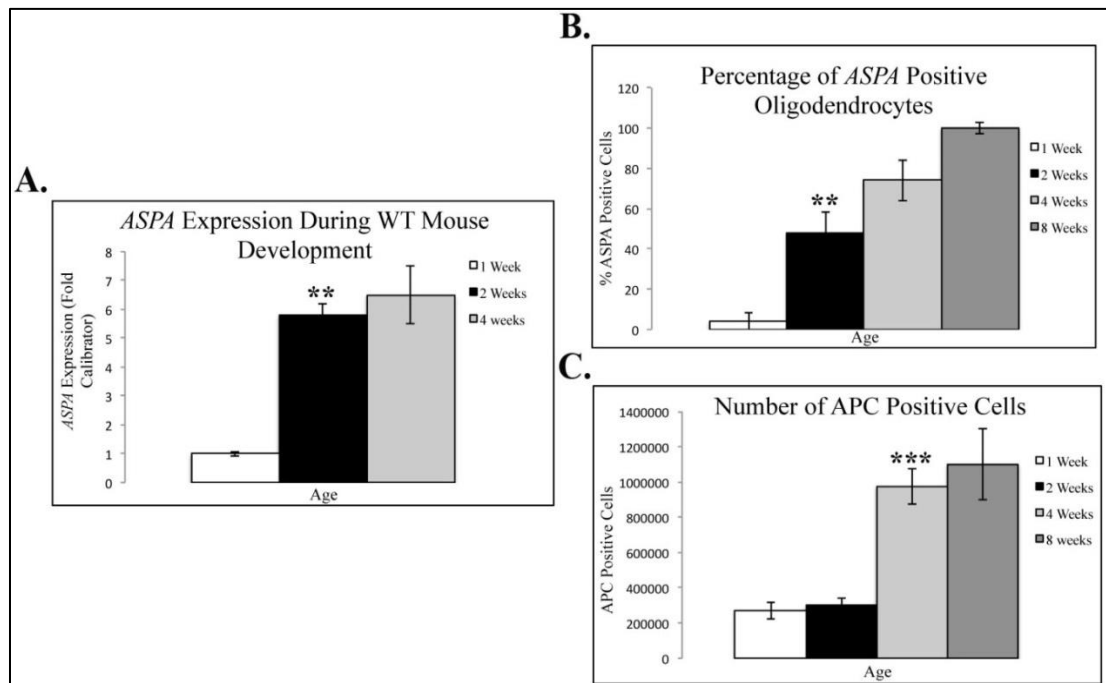 A.
ASPA Expression During WT Mouse
Development
ASPA Expression (Fold
Calibrator)
8
7
6
5
4
3
2
1
0
**
Age
1 Week
2 Weeks
4 weeks
B.
Percentage of ASPA Positive
Oligodendrocytes
% ASPA Positive Cells
120
100
80
60
40
20
0
**
Age
1 Week
2 Weeks
4 Weeks
8 Weeks
C.
Number of APC Positive Cells
APC Positive Cells
1400000
1200000
1000000
800000
600000
400000
200000
0
***
Age
1 Week
2 Weeks
4 Weeks
8 weeks